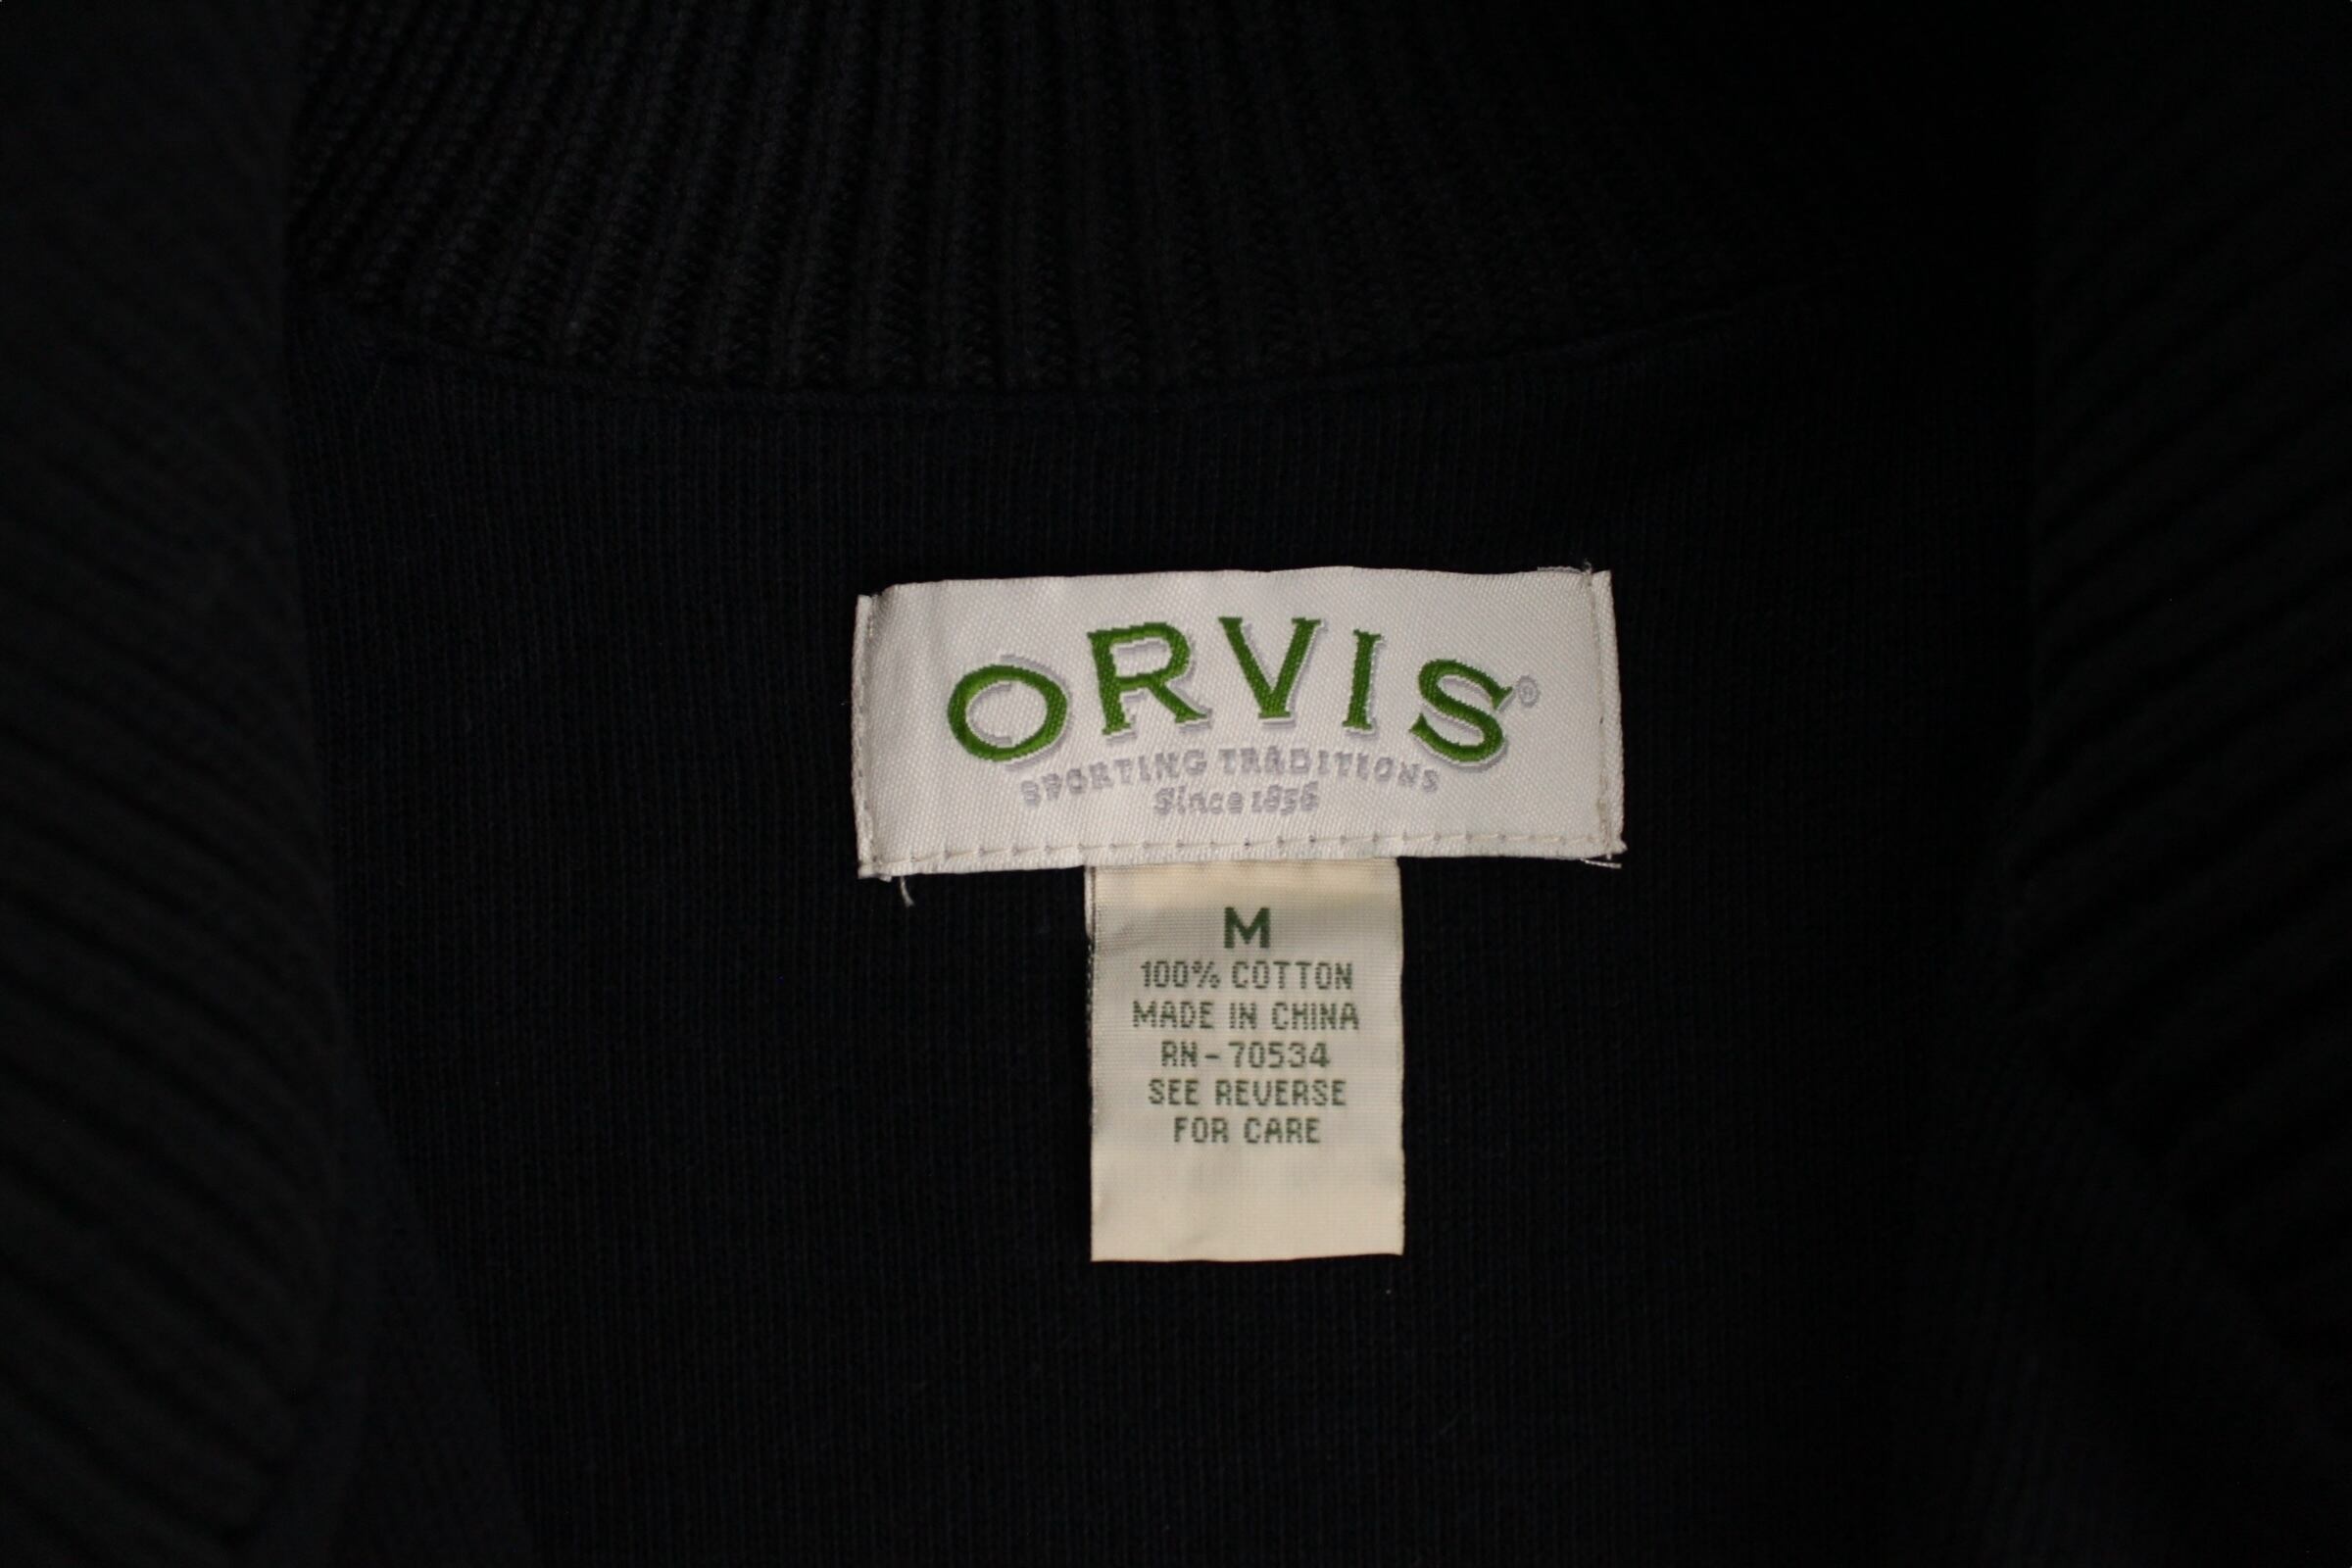 ORVIS®
SPORTING TRADITIONS
Since 1856
M
100% COTTON
MADE IN CHINA
RN-70534
SEE REVERSE
FOR CARE